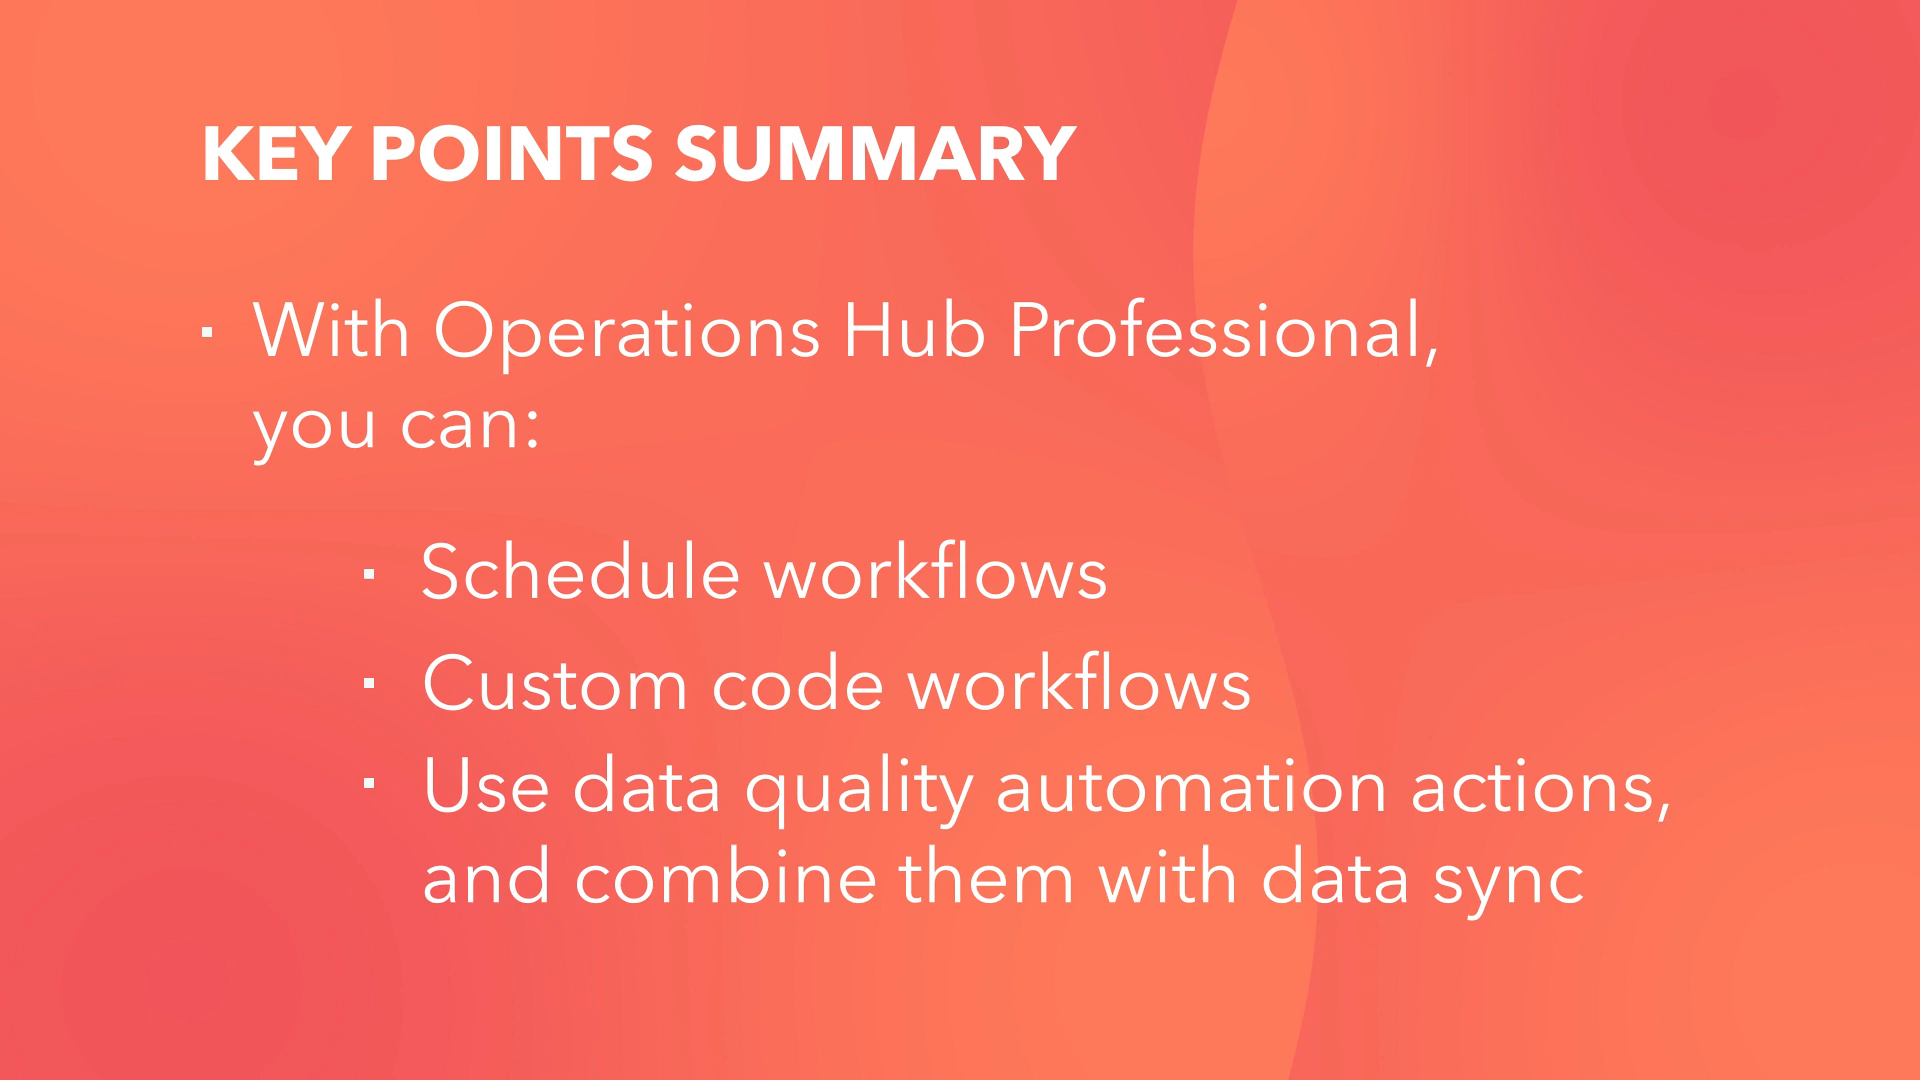 KEY POINTS SUMMARY
▪ With Operations Hub Professional,
you can:
▪ Schedule workflows
▪ Custom code workflows
▪ Use data quality automation actions,
and combine them with data sync